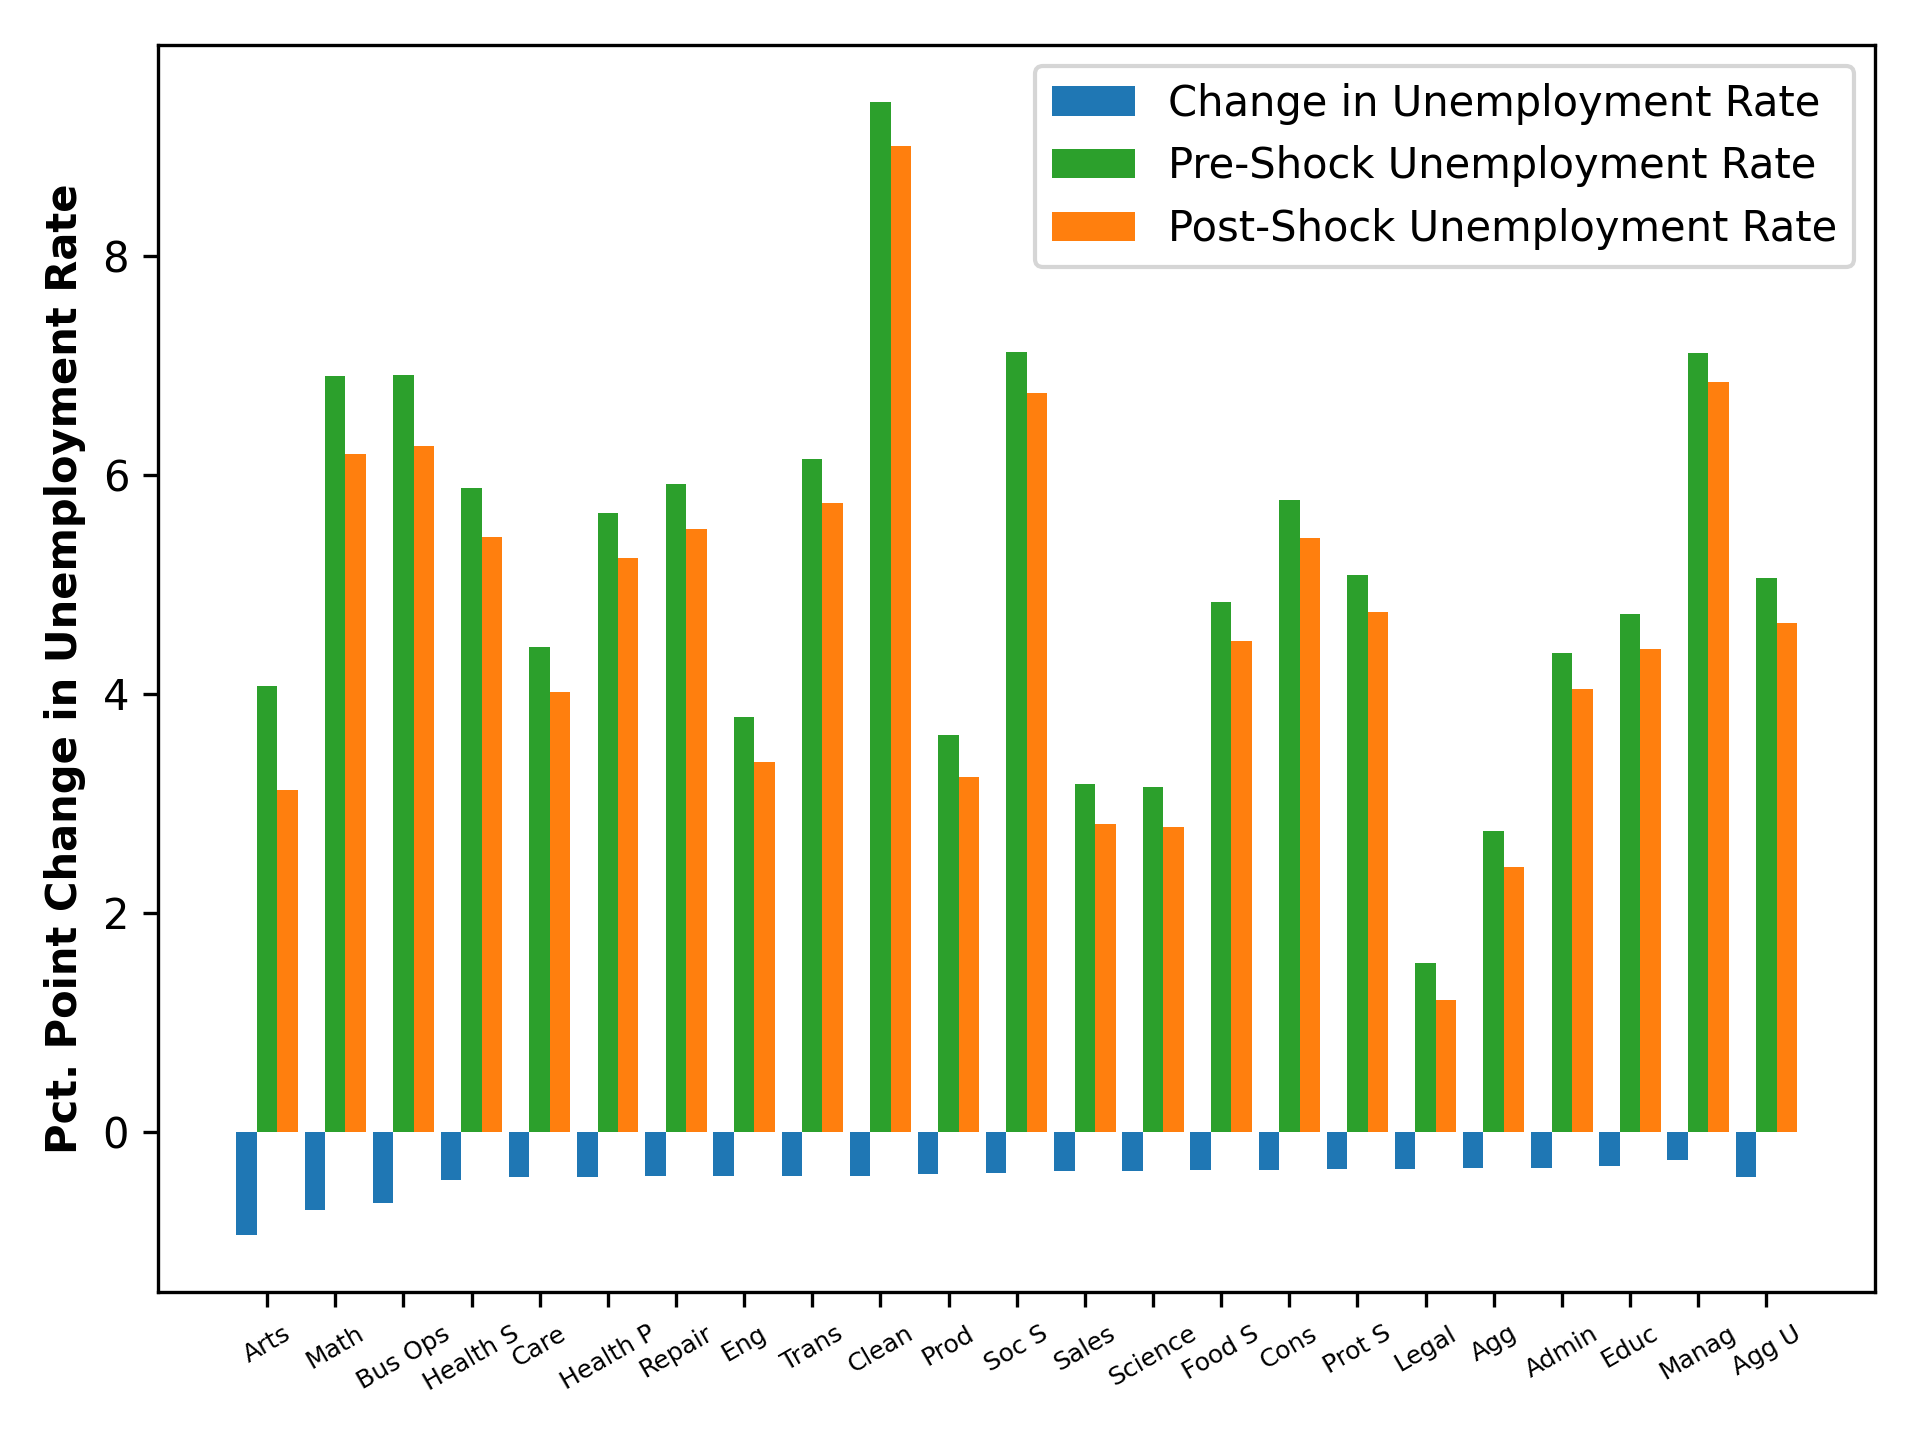 Change in Unemployment Rate
Pre-Shock Unemployment Rate
Post-Shock Unemployment Rate
Pct. Point Change in Unemployment Rate
8
6
4
2
0
Arts
Math
Bus Ops
Health S
Care
Health P
Repair
Eng
Trans
Clean
Prod
Soc S
Sales
Science
Food S
Cons
Prot S
Legal
Agg
Admin
Educ
Manag
Agg U